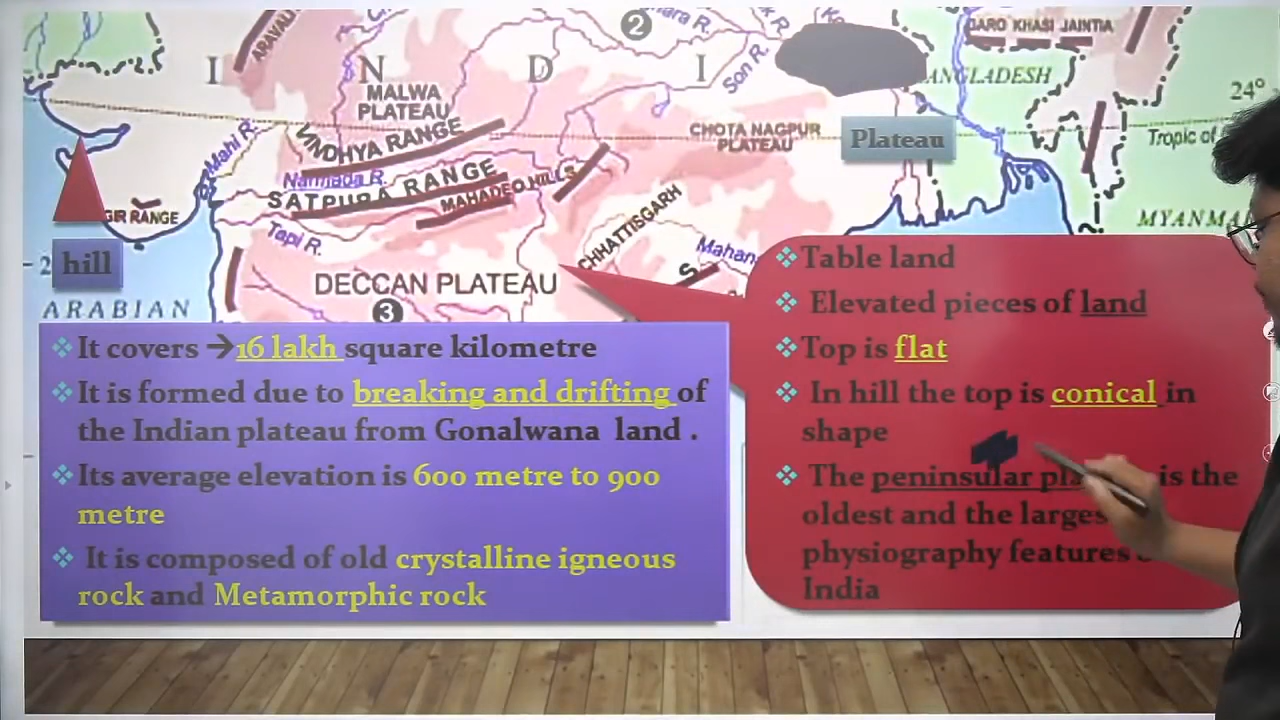 ARAVALI
2
Son R.
GARO KHASI JAINTIA
I N D I
ANGLADESH
24°
MALWA
PLATEAU
VINDHYA RANGE
CHOTA NAGPUR
PLATEAU
Plateau
Tropic of
Mahi R.
Narmada R.
SATPURA RANGE
MAHADEO HILLS
GIR RANGE
CHHATTISGARH
MYANMA
Tapi R.
Mahan
2
hill
DECCAN PLATEAU
S
ARABIAN
3
❖ It covers →16 lakh square kilometre
❖ It is formed due to breaking and drifting of
the Indian plateau from Gonalwana land .
❖ Its average elevation is 600 metre to 900
metre
❖ It is composed of old crystalline igneous
rock and Metamorphic rock
❖ Table land
❖ Elevated pieces of land
❖ Top is flat
❖ In hill the top is conical in
shape
❖ The peninsular pla is the
oldest and the larges
physiography features
India